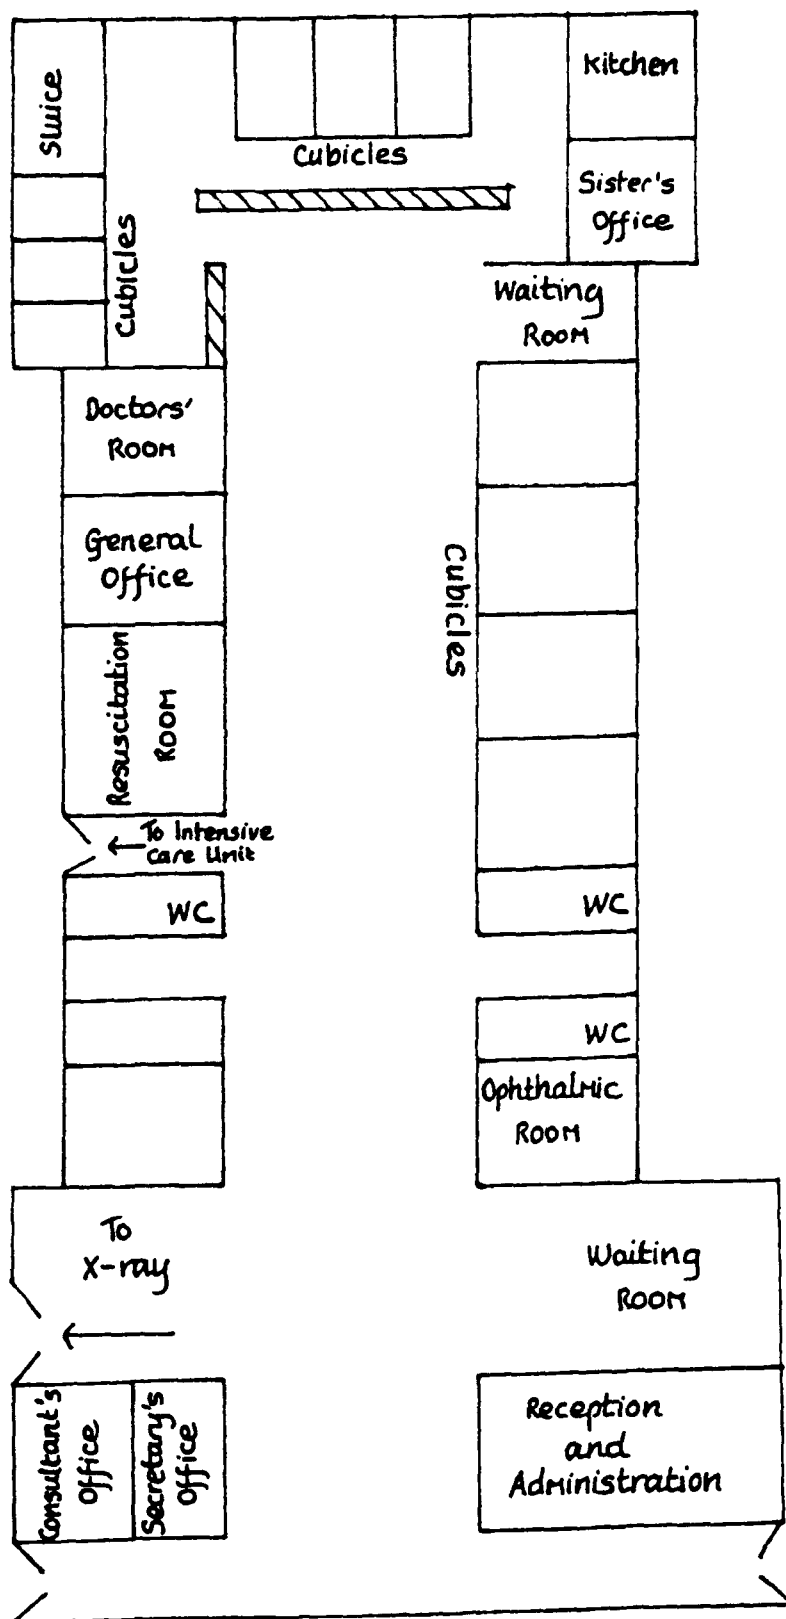 Kitchen
Sluice
Cubicles
Sister's
Office
Cubicles
Waiting
Room
Doctors'
Room
General
Office
Cubicles
Resuscitation
Room
To Intensive
Care Unit
WC
WC
WC
Ophthalmic
Room
To
X-ray
Waiting
Room
Consultant's
Office
Secretary's
Office
Reception
and
Administration